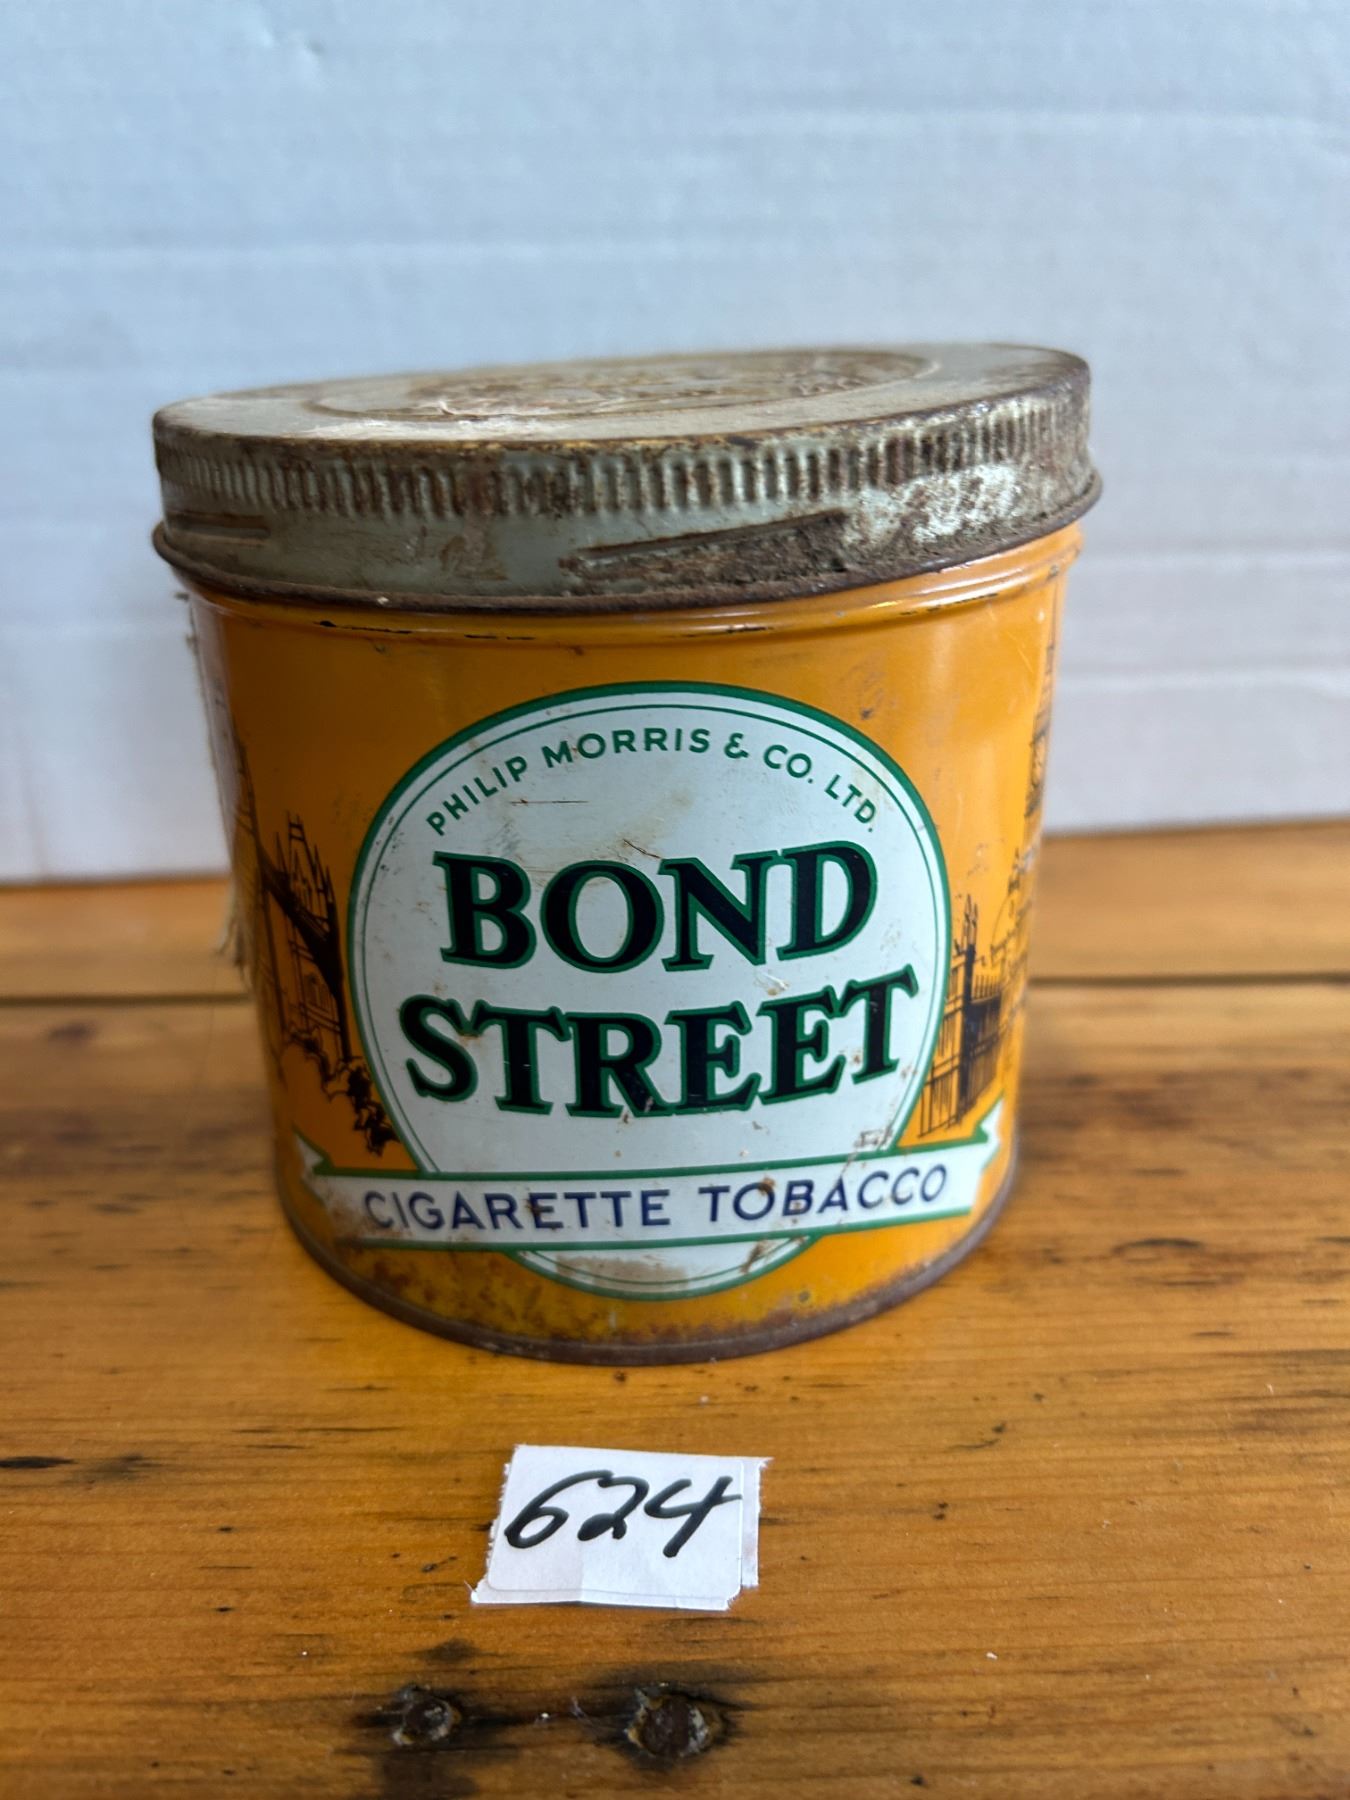 PHILIP MORRIS & CO. LTD.
BOND
STREET
CIGARETTE TOBACCO
624